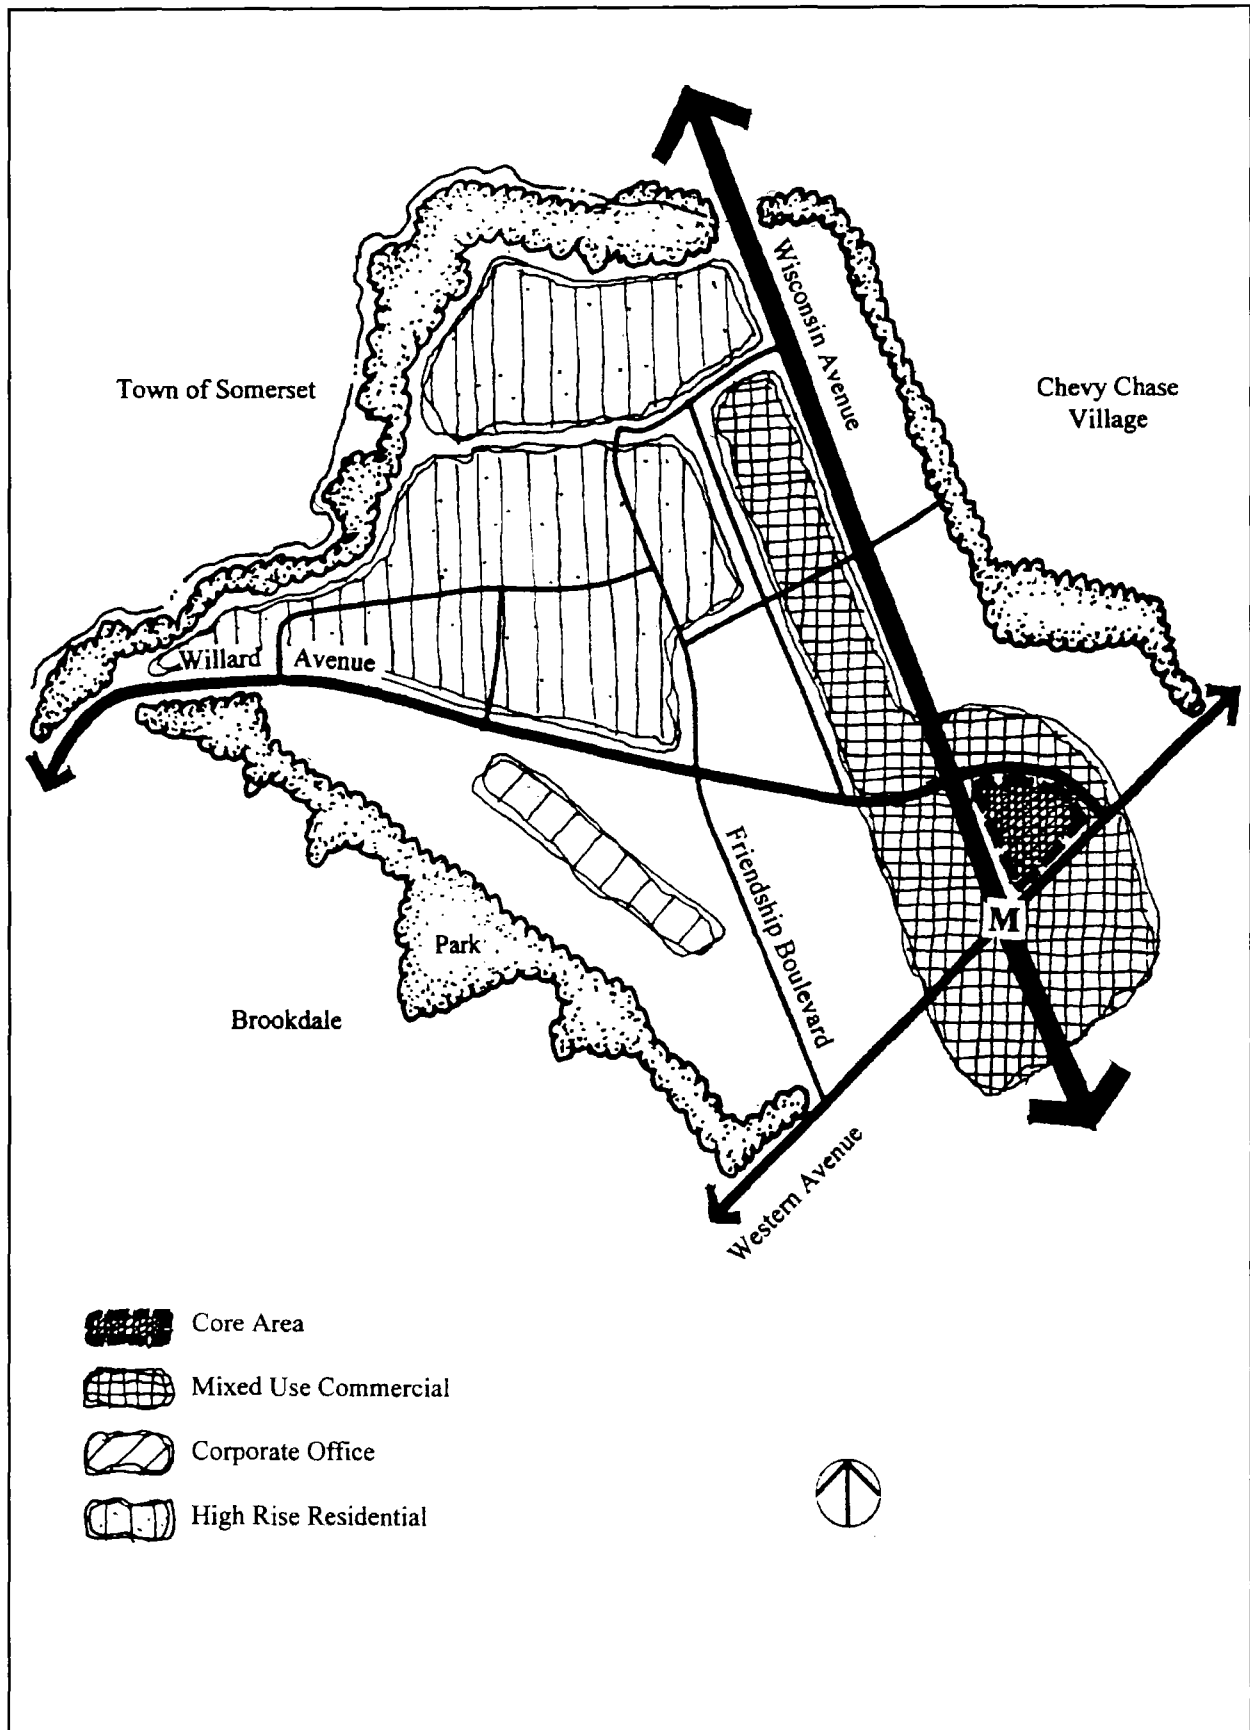 Wisconsin Avenue
Town of Somerset
Chevy Chase
Village
Willard Avenue
Friendship Boulevard
M
Park
Brookdale
Western Avenue
Core Area
Mixed Use Commercial
Corporate Office
High Rise Residential